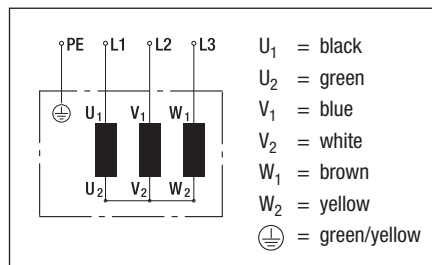 PE L1 L2 L3
U₁ V₁ W₁
U₂ V₂ W₂
U₁ = black
U₂ = green
V₁ = blue
V₂ = white
W₁ = brown
W₂ = yellow
= green/yellow